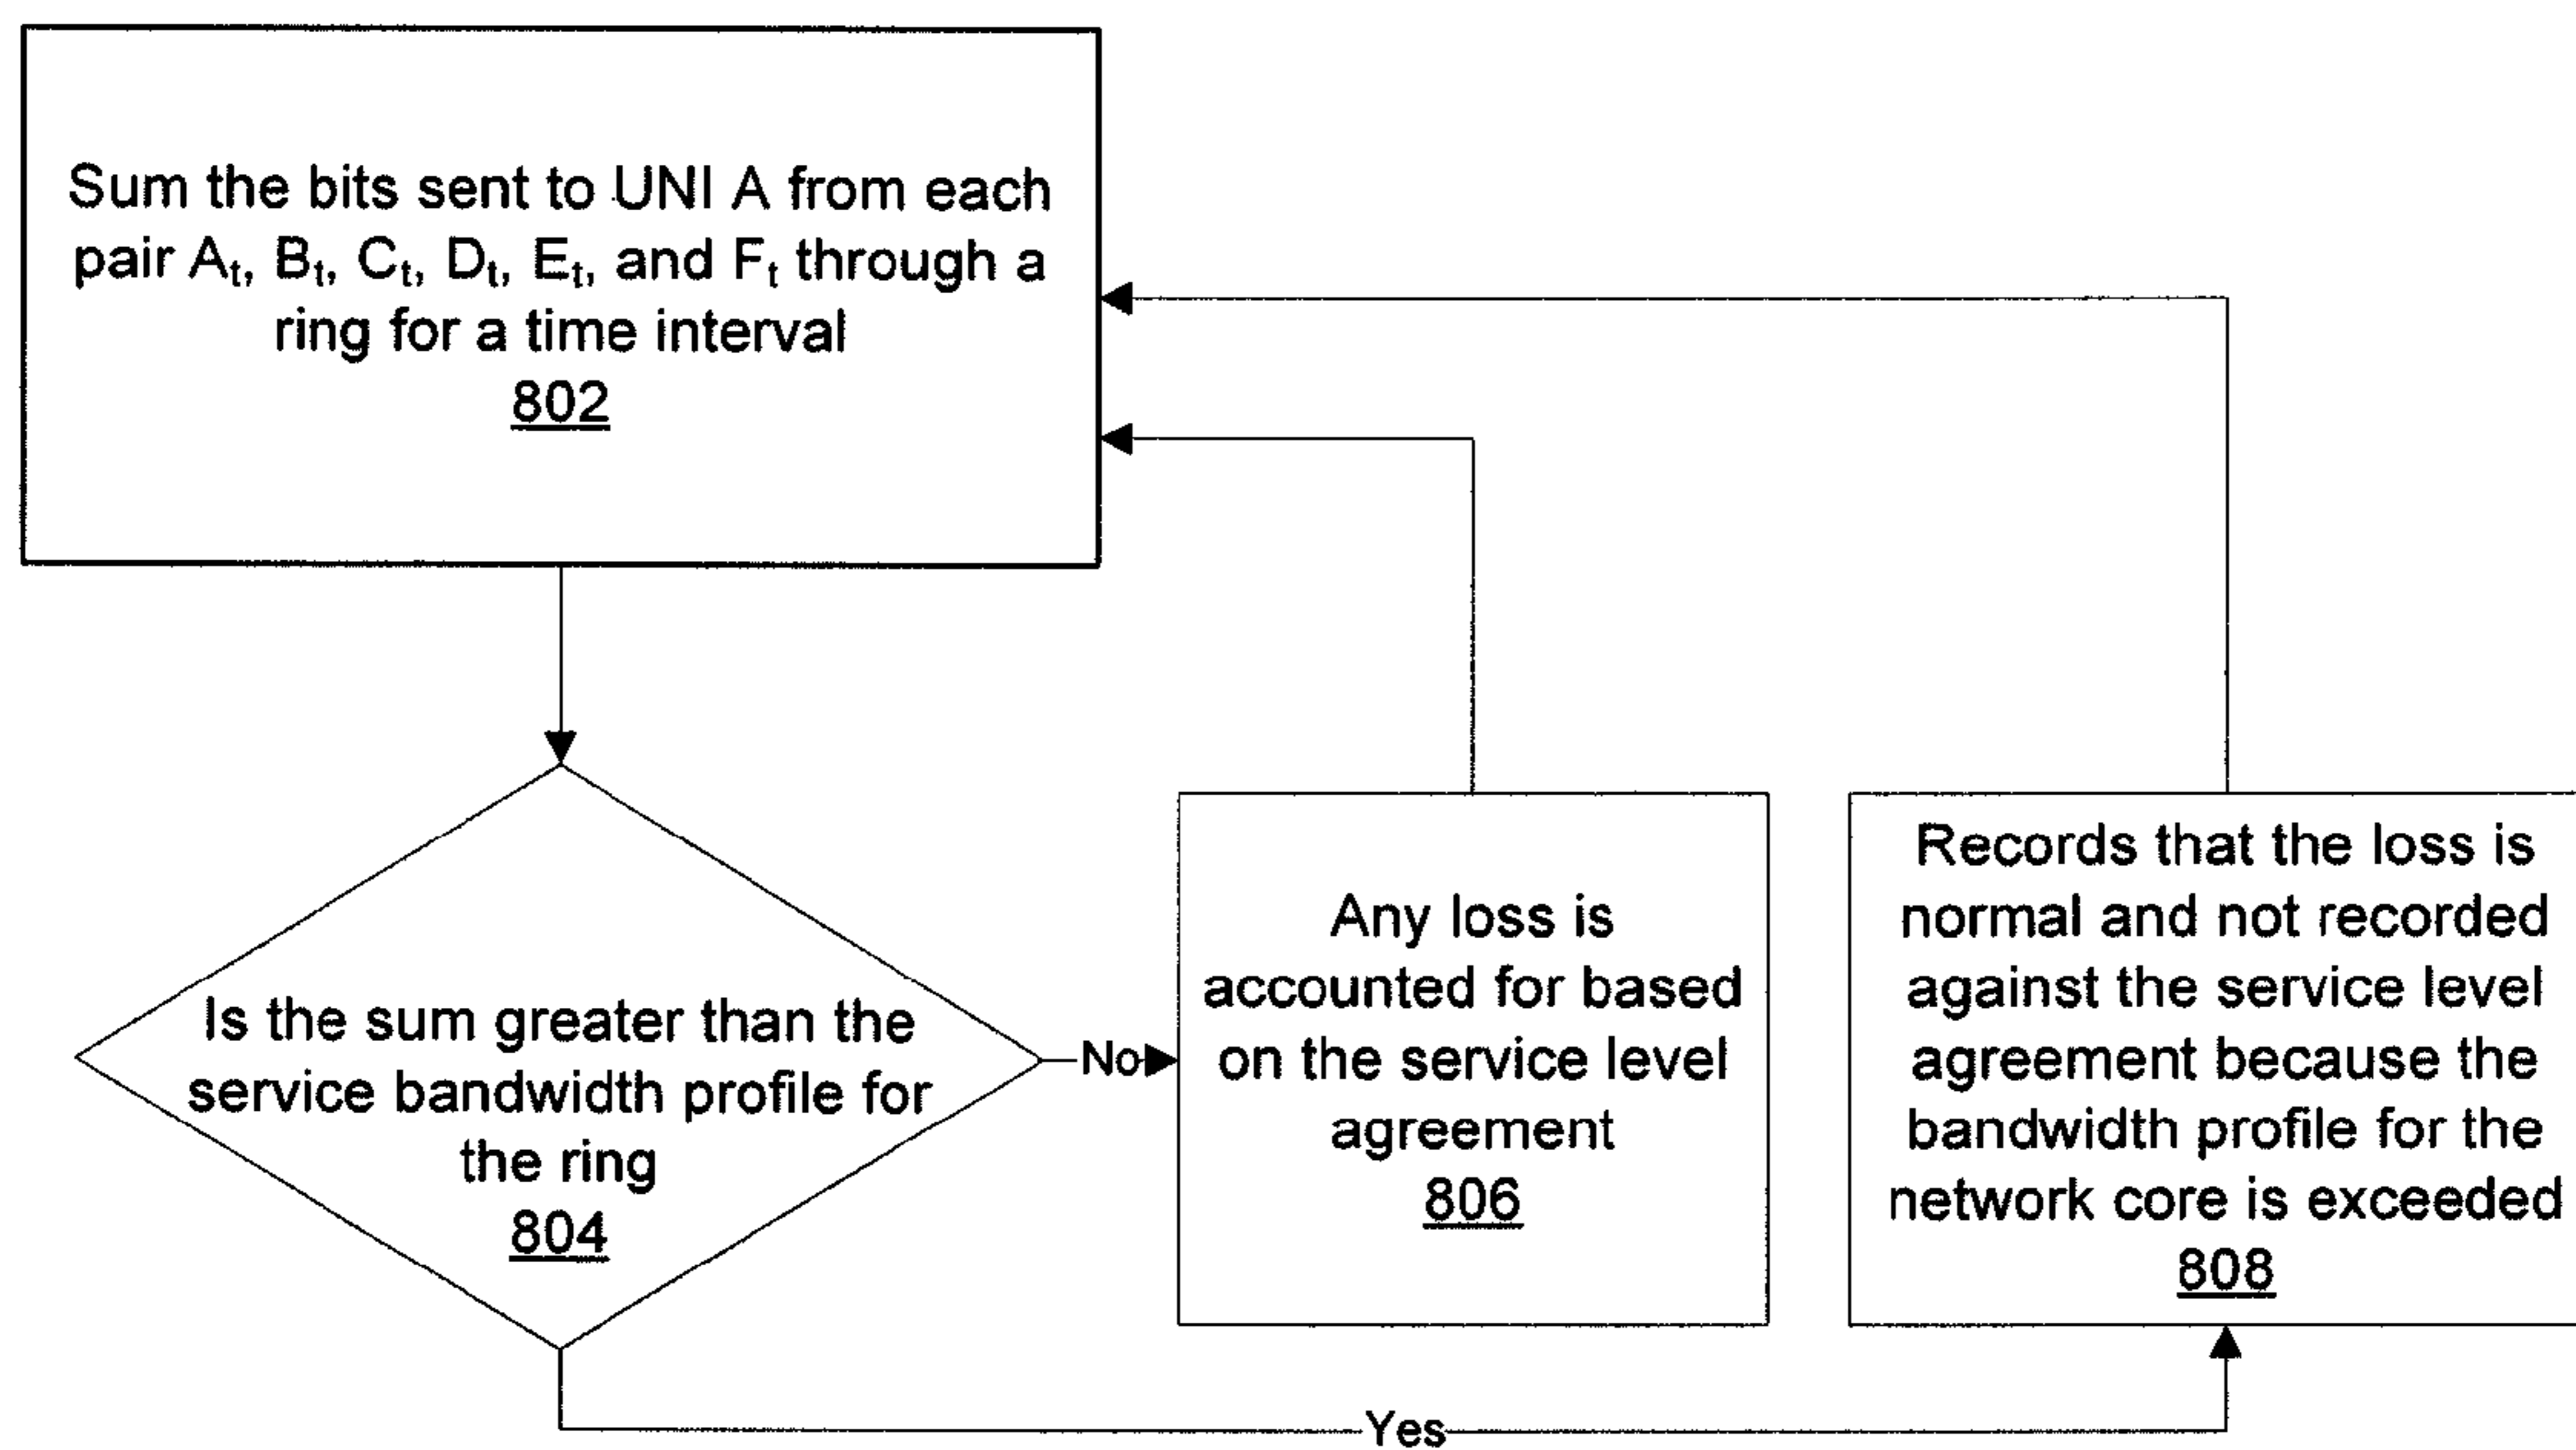 Sum the bits sent to UNI A from each
pair Aₜ, Bₜ, Cₜ, Dₜ, Eₜ, and Fₜ through a
ring for a time interval
802
Is the sum greater than the
service bandwidth profile for
the ring
804
No
Any loss is
accounted for based
on the service level
agreement
806
Records that the loss is
normal and not recorded
against the service level
agreement because the
bandwidth profile for the
network core is exceeded
808
Yes